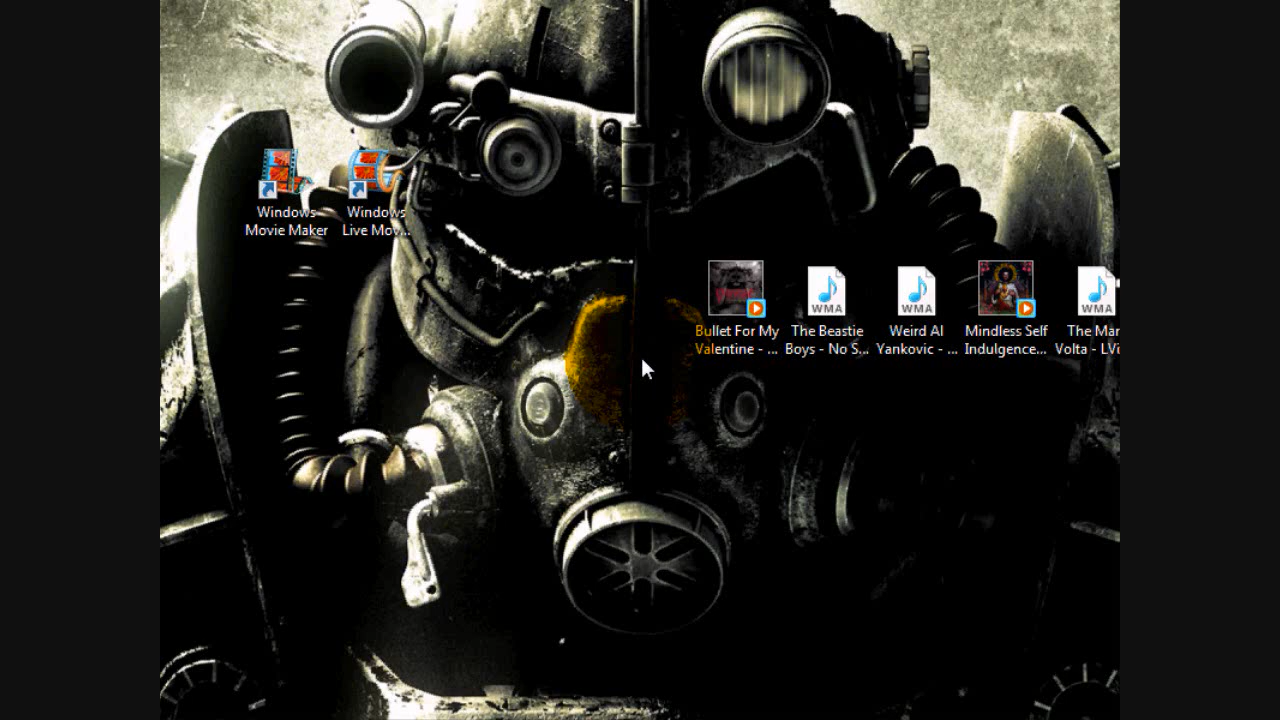 Windows
Movie Maker
Windows
Live Mov...
Bullet For My
Valentine - ...
WMA
The Beastie
Boys - No S...
WMA
Weird Al
Yankovic - ...
Mindless Self
Indulgence...
WMA
The Mar
Volta - LVi